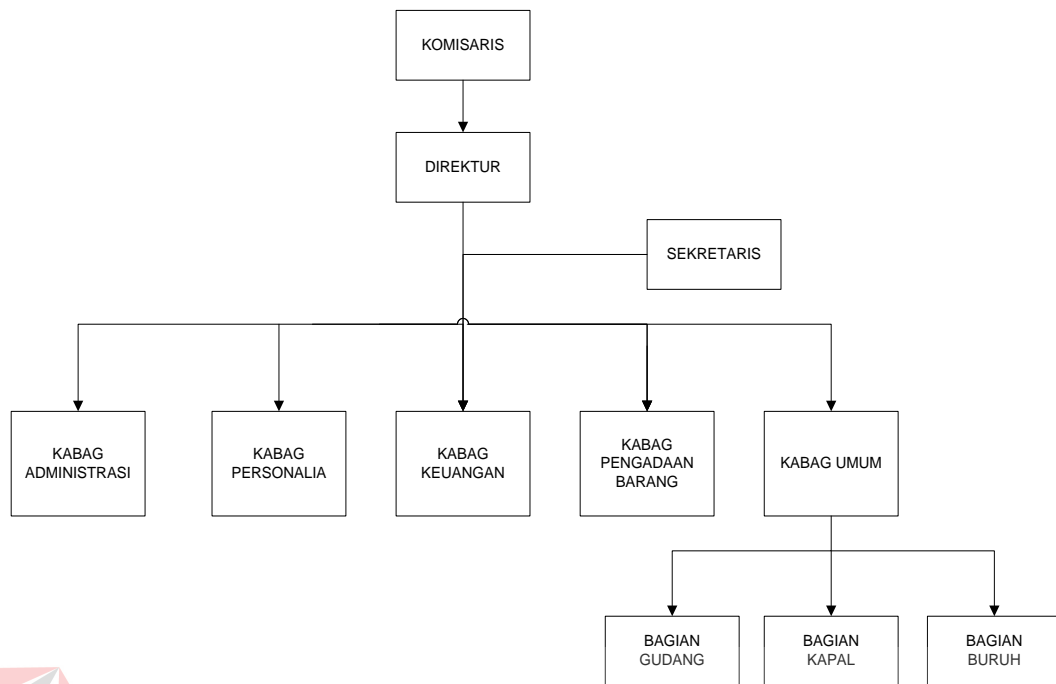 KOMISARIS
DIREKTUR
SEKRETARIS
KABAG
ADMINISTRASI
KABAG
PERSONALIA
KABAG
KEUANGAN
KABAG
PENGADAAN
BARANG
KABAG UMUM
BAGIAN
GUDANG
BAGIAN
KAPAL
BAGIAN
BURUH